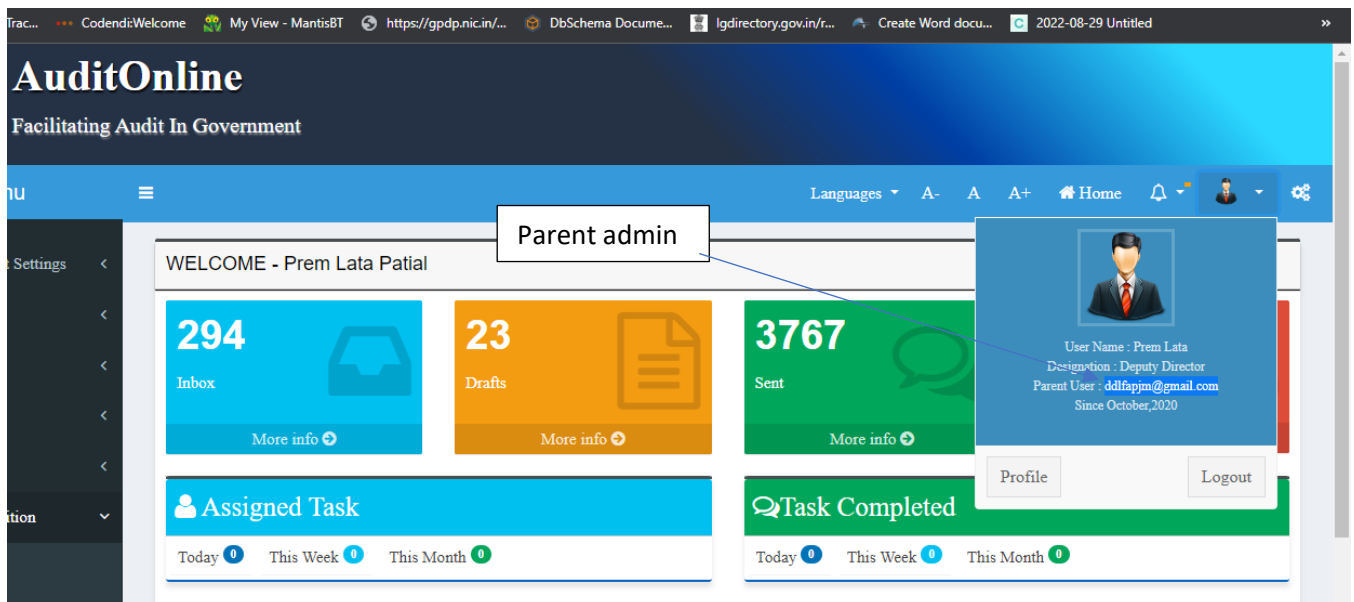 Trac... Codendi:Welcome My View - MantisBT https://gpdp.nic.in/... DbSchema Docume... lgdirectory.gov.in/r... Create Word docu... 2022-08-29 Untitled »
AuditOnline
Facilitating Audit In Government
nu Languages A- A A+ Home
Parent admin
Settings
WELCOME - Prem Lata Patial
294
Inbox
More info
23
Drafts
More info
3767
Sent
More info
User Name : Prem Lata
Designation : Deputy Director
Parent User : ddlfapjm@gmail.com
Since October,2020
Profile Logout
ition
Assigned Task
Today 0 This Week 0 This Month 0
Task Completed
Today 0 This Week 0 This Month 0